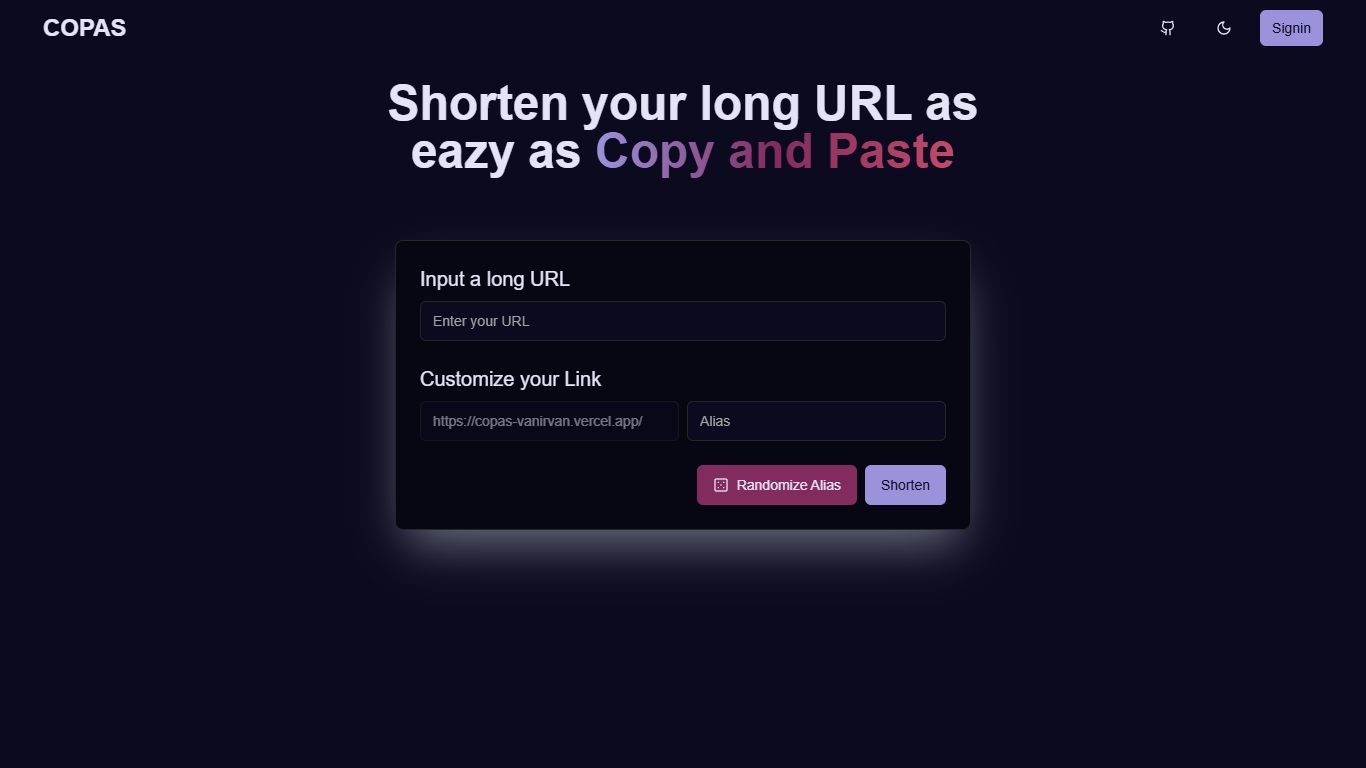 COPAS
Signin
Shorten your long URL as
eazy as Copy and Paste
Input a long URL
Enter your URL
Customize your Link
https://copas-vanirvan.vercel.app/
Alias
Randomize Alias
Shorten